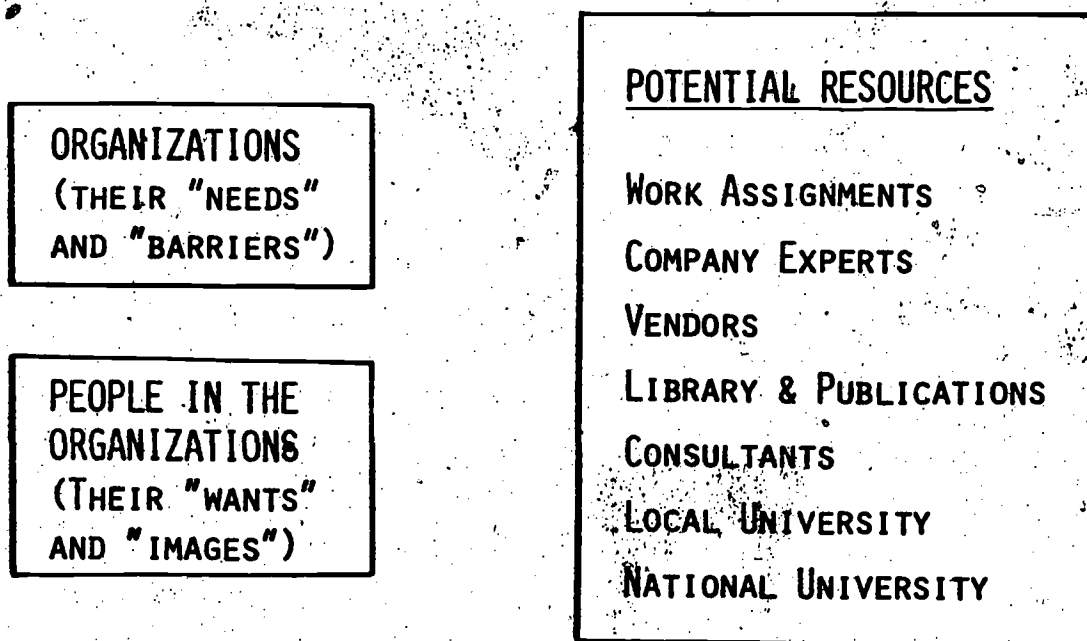 ORGANIZATIONS
(THEIR "NEEDS"
AND "BARRIERS")
PEOPLE IN THE
ORGANIZATIONS
(THEIR "WANTS"
AND "IMAGES")
POTENTIAL RESOURCES
WORK ASSIGNMENTS
COMPANY EXPERTS
VENDORS
LIBRARY & PUBLICATIONS
CONSULTANTS
LOCAL UNIVERSITY
NATIONAL UNIVERSITY